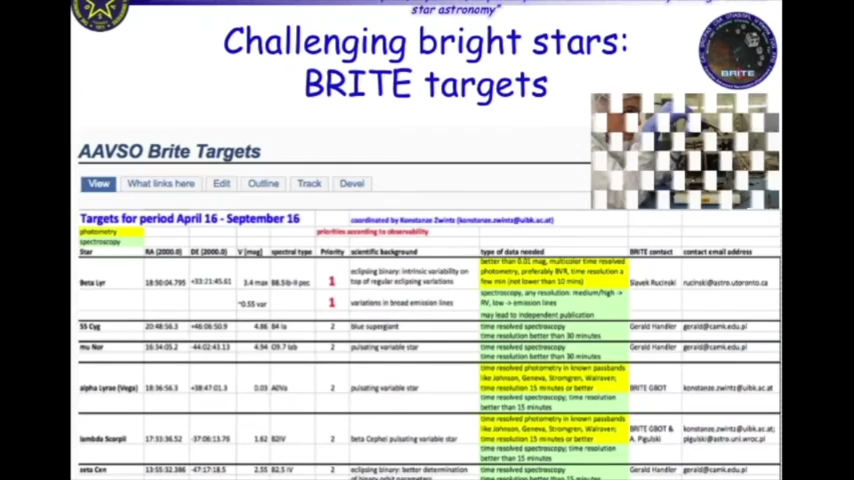 star astronomy"
Challenging bright stars:
BRITE targets
BRITE
AAVSO Brite Targets
View What links here Edit Outline Track Devel
Targets for period April 16 - September 16 coordinated by Konstanze Zwintz (konstanze.zwintz@uibk.ac.at)
photometry priorities according to observability
spectroscopy
Star RA (2000.0) DE (2000.0) V [mag] spectral type Priority scientific background type of data needed BRITE contact contact email address
better than 0.01 mag, multicolor time resolved
eclipsing binary: intrinsic variability on photometry, preferably BVR, time resolution a
Beta Lyr 18:50:04.795 +33:21:45.61 3.4 max B8.5Ib-II pec 1 top of regular eclipsing variations few min (not lower than 10 mins) Slavek Rucinski rucinski@astro.utoronto.ca
spectroscopy, any resolution: medium/high ->
~0.55 var 1 variations in broad emission lines RV, low -> emission lines
may lead to independent publication
55 Cyg 20:48:56.3 +46:06:50.9 4.86 B4 Ia 2 blue supergiant time resolved spectroscopy Gerald Handler gerald@camk.edu.pl
time resolution better than 30 minutes
mu Nor 16:34:05.2 -44:02:43.13 4.94 O9.7 Iab 2 pulsating variable star time resolved spectroscopy Gerald Handler gerald@camk.edu.pl
time resolution better than 30 minutes
time resolved photometry in known passbands
like Johnson, Geneva, Stromgren, Walraven;
alpha Lyrae (Vega) 18:36:56.3 +38:47:01.3 0.03 A0Va 2 pulsating variable star time resolution 15 minutes or better BRITE GBOT konstanze.zwintz@uibk.ac.at
time resolved spectroscopy; time resolution
better than 15 minutes
time resolved photometry in known passbands
like Johnson, Geneva, Stromgren, Walraven; BRITE GBOT & konstanze.zwintz@uibk.ac.at;
lambda Scorpii 17:33:36.52 -37:06:13.76 1.62 B2IV 2 beta Cephei pulsating variable star time resolution 15 minutes or better A. Pigulski pigulski@astro.uni.wroc.pl
time resolved spectroscopy; time resolution
better than 15 minutes
zeta Cen 13:55:32.386 -47:17:18.5 2.55 B2.5 IV 2 eclipsing binary: better determination time resolved spectroscopy Gerald Handler gerald@camk.edu.pl
of binary orbit parameters